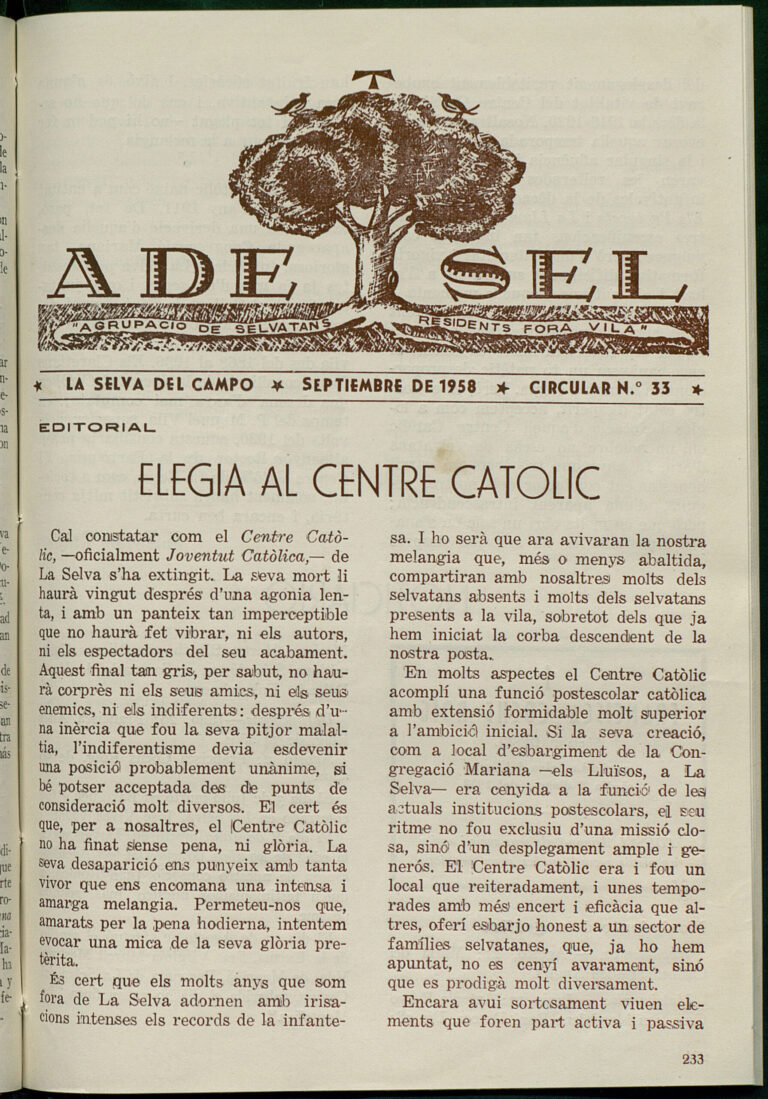 ADE SEL
"AGRUPACIO DE SELVATANS RESIDENTS FORA VILA"
★ LA SELVA DEL CAMPO ★ SEPTIEMBRE DE 1958 ★ CIRCULAR N.º 33 ★
EDITORIAL
ELEGIA AL CENTRE CATOLIC
Cal constatar com el Centre Catò-
lic, —oficialment Joventut Catòlica,— de
La Selva s'ha extingit. La seva mort li
haurà vingut després d'una agonia len-
ta, i amb un panteix tan imperceptible
que no haurà fet vibrar, ni els autors,
ni els espectadors del seu acabament.
Aquest final tan gris, per sabut, no hau-
rà corprès ni els seus amics, ni els seus
enemics, ni els indiferents: després d'u-
na inèrcia que fou la seva pitjor malal-
tia, l'indiferentisme devia esdevenir
una posició probablement unànime, si
bé potser acceptada des de punts de
consideració molt diversos. El cert és
que, per a nosaltres, el Centre Catòlic
no ha finat sense pena, ni glòria. La
seva desaparició ens punyeix amb tanta
vivor que ens encomana una intensa i
amarga melangia. Permeteu-nos que,
amarats per la pena hodierna, intentem
evocar una mica de la seva glòria pre-
tèrita.
És cert que els molts anys que som
fora de La Selva adornen amb irisa-
cions intenses els records de la infante-
sa. I ho serà que ara avivaran la nostra
melangia que, més o menys abaltida,
compartiran amb nosaltres molts dels
selvatans absents i molts dels selvatans
presents a la vila, sobretot dels que ja
hem iniciat la corba descendent de la
nostra posta.
En molts aspectes el Centre Catòlic
acomplí una funció postescolar catòlica
amb extensió formidable molt superior
a l'ambició inicial. Si la seva creació,
com a local d'esbargiment de la Con-
gregació Mariana —els Lluïsos, a La
Selva— era cenyida a la funció de les
actuals institucions postescolars, el seu
ritme no fou exclusiu d'una missió clo-
sa, sinó d'un desplegament ample i ge-
nerós. El Centre Catòlic era i fou un
local que reiteradament, i unes tempo-
rades amb més encert i eficàcia que al-
tres, oferí esbarjo honest a un sector de
famílies selvatanes, que, ja ho hem
apuntat, no es cenyí avarament, sinó
que es prodigà molt diversament.
Encara avui sortosament viuen ele-
ments que foren part activa i passiva
233